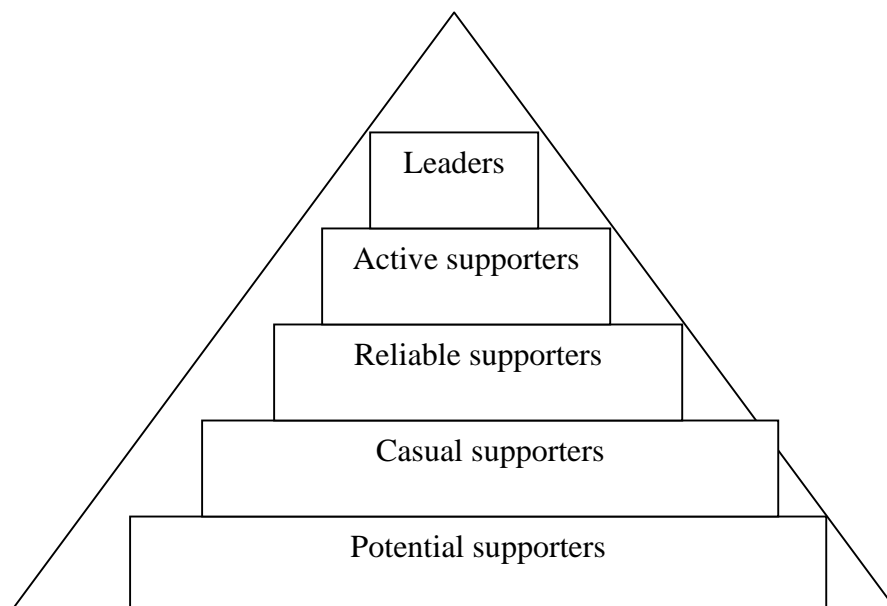 Leaders
Active supporters
Reliable supporters
Casual supporters
Potential supporters